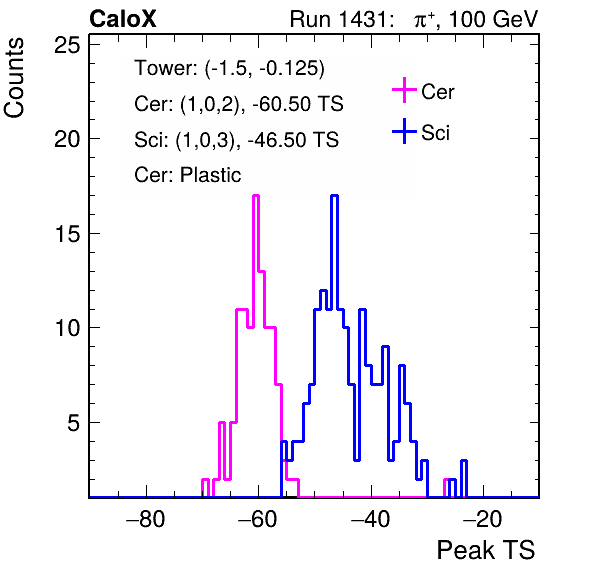 CaloX Run 1431: π⁺, 100 GeV
Counts
25
20
15
10
5
Tower: (-1.5, -0.125)
Cer: (1,0,2), -60.50 TS
Sci: (1,0,3), -46.50 TS
Cer: Plastic
Cer
Sci
−80 −60 −40 −20
Peak TS